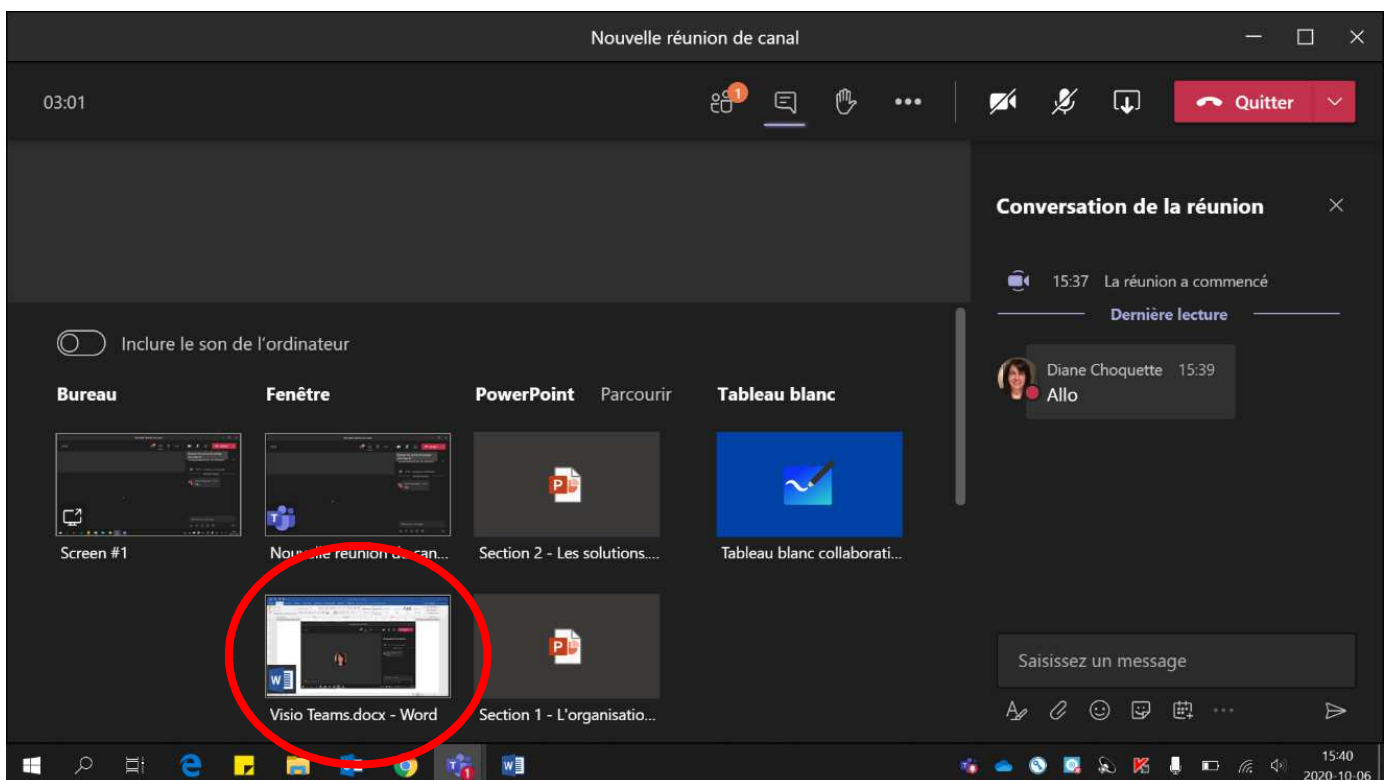 Nouvelle réunion de canal
03:01
1
Quitter
Conversation de la réunion
15:37 La réunion a commencé
Dernière lecture
Inclure le son de l'ordinateur
Diane Choquette 15:39
Allo
Bureau Fenêtre PowerPoint Parcourir Tableau blanc
Screen #1 Nouvelle réunion de can... Section 2 - Les solutions.... Tableau blanc collaborati...
Visio Teams.docx - Word Section 1 - L'organisatio...
Saisissez un message
15:40
2020-10-06